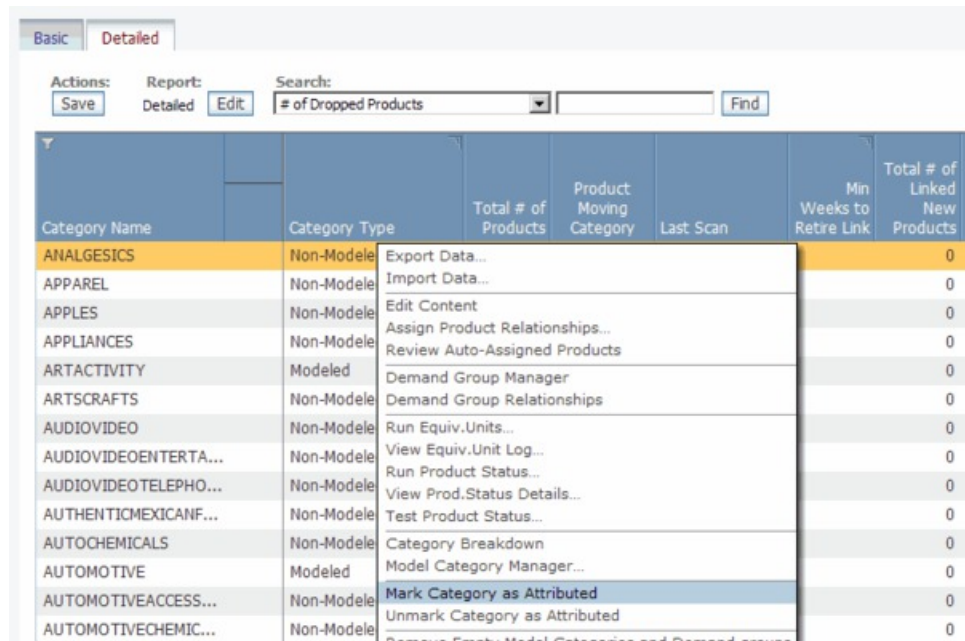 Basic Detailed
Actions: Report: Search:
Save Detailed Edit # of Dropped Products Find
Category Name Category Type Total # of Products Product Moving Category Last Scan Min Weeks to Retire Link Total # of Linked New Products
ANALGESICS Non-Modele 0
APPAREL Non-Modele 0
APPLES Non-Modele 0
APPLIANCES Non-Modele 0
ARTACTIVITY Modeled 0
ARTSCRAFTS Non-Modele 0
AUDIOVIDEO Non-Modele 0
AUDIOVIDEOENTERTA... Non-Modele 0
AUDIOVIDEOTELEPHO... Non-Modele 0
AUTHENTICMEXICANF... Non-Modele 0
AUTOCHEMICALS Non-Modele 0
AUTOMOTIVE Modeled 0
AUTOMOTIVEACCESS... Non-Modele 0
AUTOMOTIVECHEMIC... Non-Modele 0
Export Data...
Import Data...
Edit Content
Assign Product Relationships...
Review Auto-Assigned Products
Demand Group Manager
Demand Group Relationships
Run Equiv.Units...
View Equiv.Unit Log...
Run Product Status...
View Prod.Status Details...
Test Product Status...
Category Breakdown
Model Category Manager...
Mark Category as Attributed
Unmark Category as Attributed
Remove Empty Model Categories and Demand groups